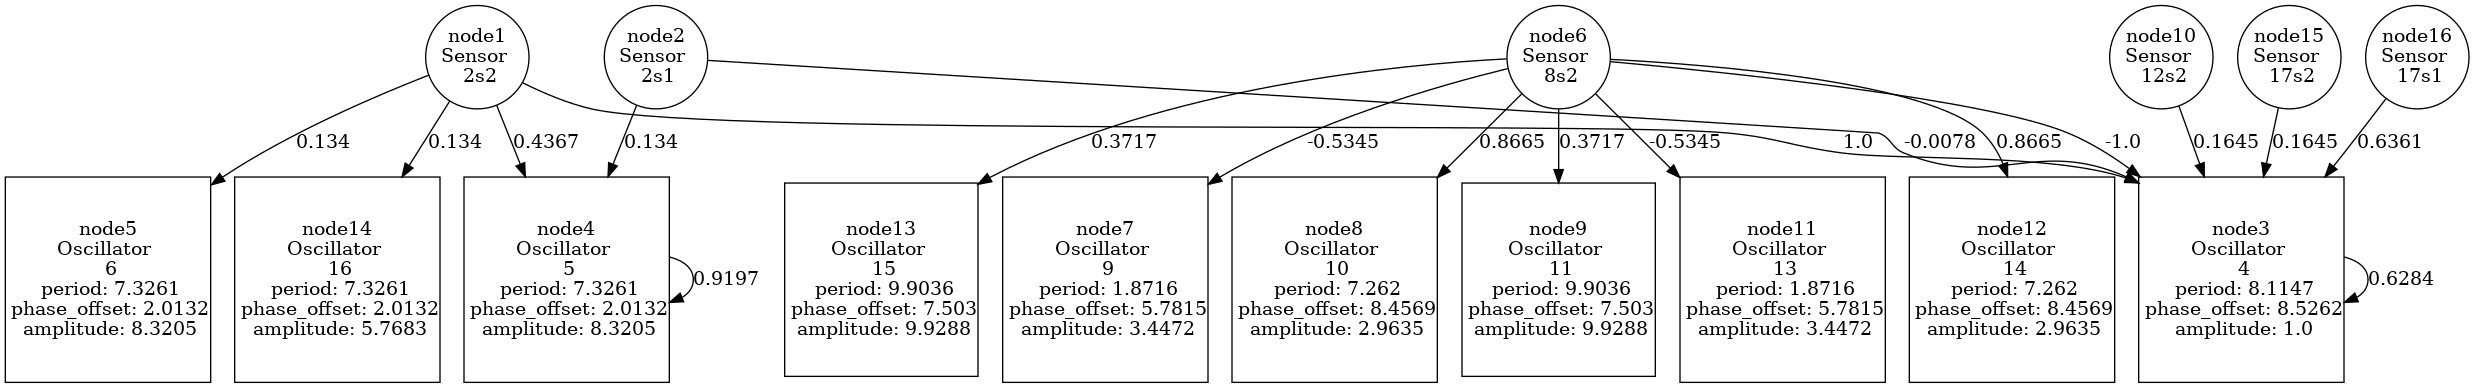 node1
Sensor
2s2
node2
Sensor
2s1
node6
Sensor
8s2
node10
Sensor
12s2
node15
Sensor
17s2
node16
Sensor
17s1
0.134
0.134
0.4367
0.134
0.3717
-0.5345
0.8665
0.3717
-0.5345
1.0
-0.0078
0.8665
-1.0
0.1645
0.1645
0.6361
node5
Oscillator
6
period: 7.3261
phase_offset: 2.0132
amplitude: 8.3205
node14
Oscillator
16
period: 7.3261
phase_offset: 2.0132
amplitude: 5.7683
node4
Oscillator
5
period: 7.3261
phase_offset: 2.0132
amplitude: 8.3205
0.9197
node13
Oscillator
15
period: 9.9036
phase_offset: 7.503
amplitude: 9.9288
node7
Oscillator
9
period: 1.8716
phase_offset: 5.7815
amplitude: 3.4472
node8
Oscillator
10
period: 7.262
phase_offset: 8.4569
amplitude: 2.9635
node9
Oscillator
11
period: 9.9036
phase_offset: 7.503
amplitude: 9.9288
node11
Oscillator
13
period: 1.8716
phase_offset: 5.7815
amplitude: 3.4472
node12
Oscillator
14
period: 7.262
phase_offset: 8.4569
amplitude: 2.9635
node3
Oscillator
4
period: 8.1147
phase_offset: 8.5262
amplitude: 1.0
0.6284